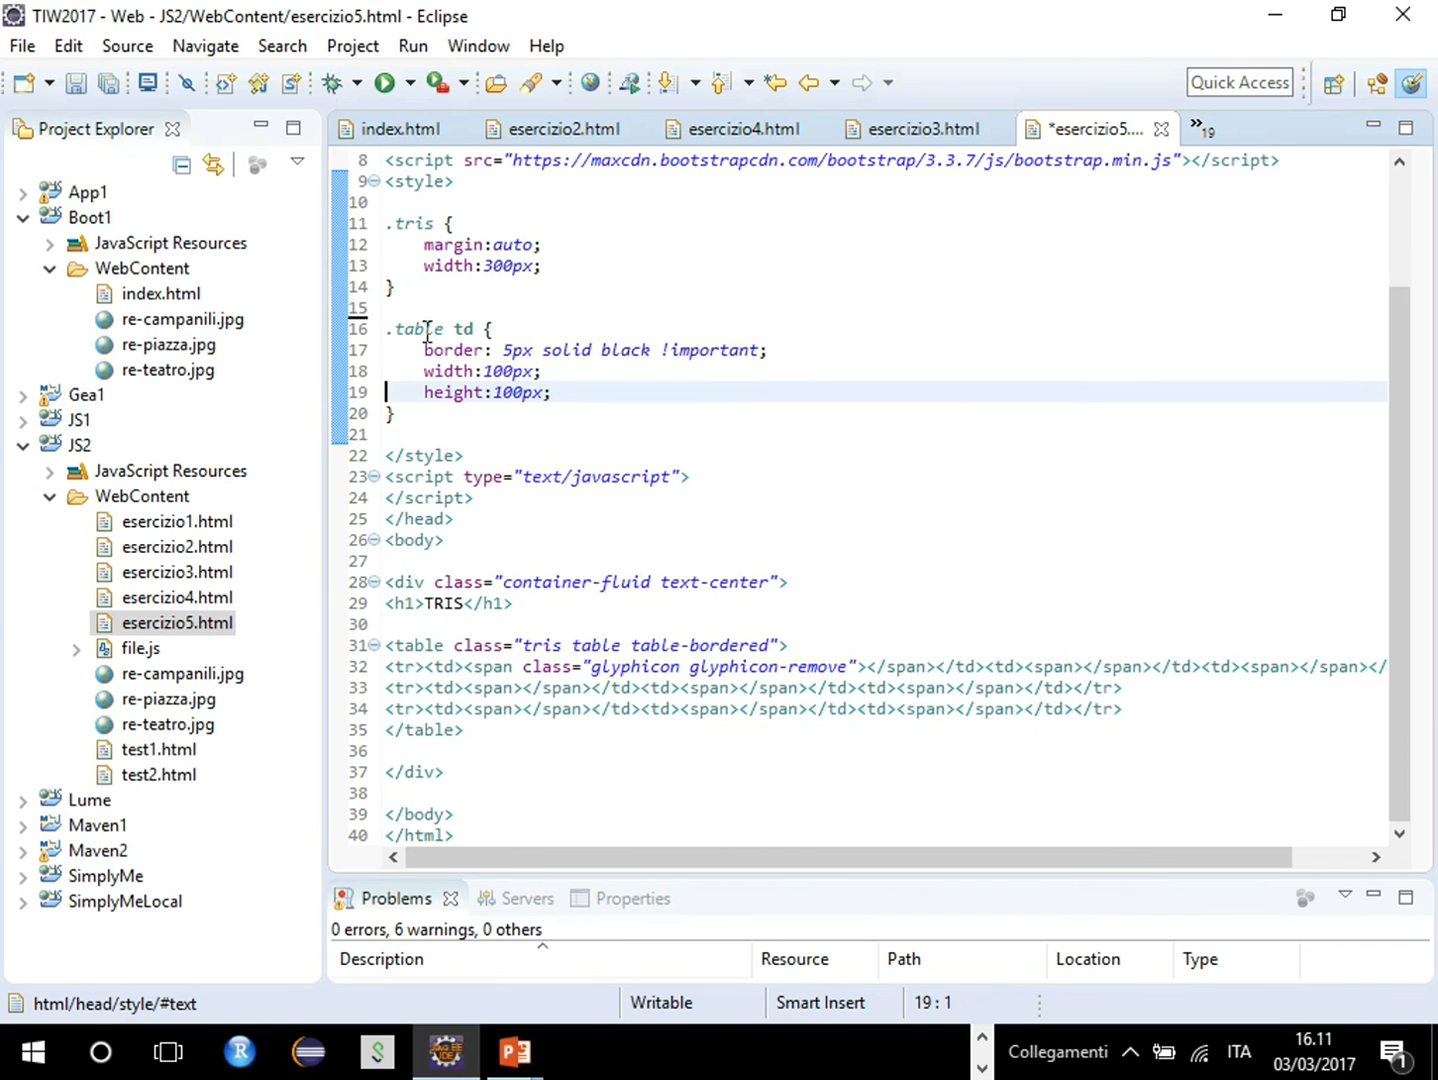 TIW2017 - Web - JS2/WebContent/esercizio5.html - Eclipse
File Edit Source Navigate Search Project Run Window Help
Quick Access
Project Explorer
App1
Boot1
JavaScript Resources
WebContent
index.html
re-campanili.jpg
re-piazza.jpg
re-teatro.jpg
Gea1
JS1
JS2
JavaScript Resources
WebContent
esercizio1.html
esercizio2.html
esercizio3.html
esercizio4.html
esercizio5.html
file.js
re-campanili.jpg
re-piazza.jpg
re-teatro.jpg
test1.html
test2.html
Lume
Maven1
Maven2
SimplyMe
SimplyMeLocal
index.html esercizio2.html esercizio4.html esercizio3.html *esercizio5.... »19
8 <script src="https://maxcdn.bootstrapcdn.com/bootstrap/3.3.7/js/bootstrap.min.js"></script>
9 <style>
10
11 .tris {
12 margin:auto;
13 width:300px;
14 }
15
16 .table td {
17 border: 5px solid black !important;
18 width:100px;
19 height:100px;
20 }
21
22 </style>
23 <script type="text/javascript">
24 </script>
25 </head>
26 <body>
27
28 <div class="container-fluid text-center">
29 <h1>TRIS</h1>
30
31 <table class="tris table table-bordered">
32 <tr><td><span class="glyphicon glyphicon-remove"></span></td><td><span></span></td><td><span></span></
33 <tr><td><span></span></td><td><span></span></td><td><span></span></td></tr>
34 <tr><td><span></span></td><td><span></span></td><td><span></span></td></tr>
35 </table>
36
37 </div>
38
39 </body>
40 </html>
Problems Servers Properties
0 errors, 6 warnings, 0 others
Description Resource Path Location Type
html/head/style/#text Writable Smart Insert 19 : 1
Collegamenti ITA 16.11
03/03/2017
1